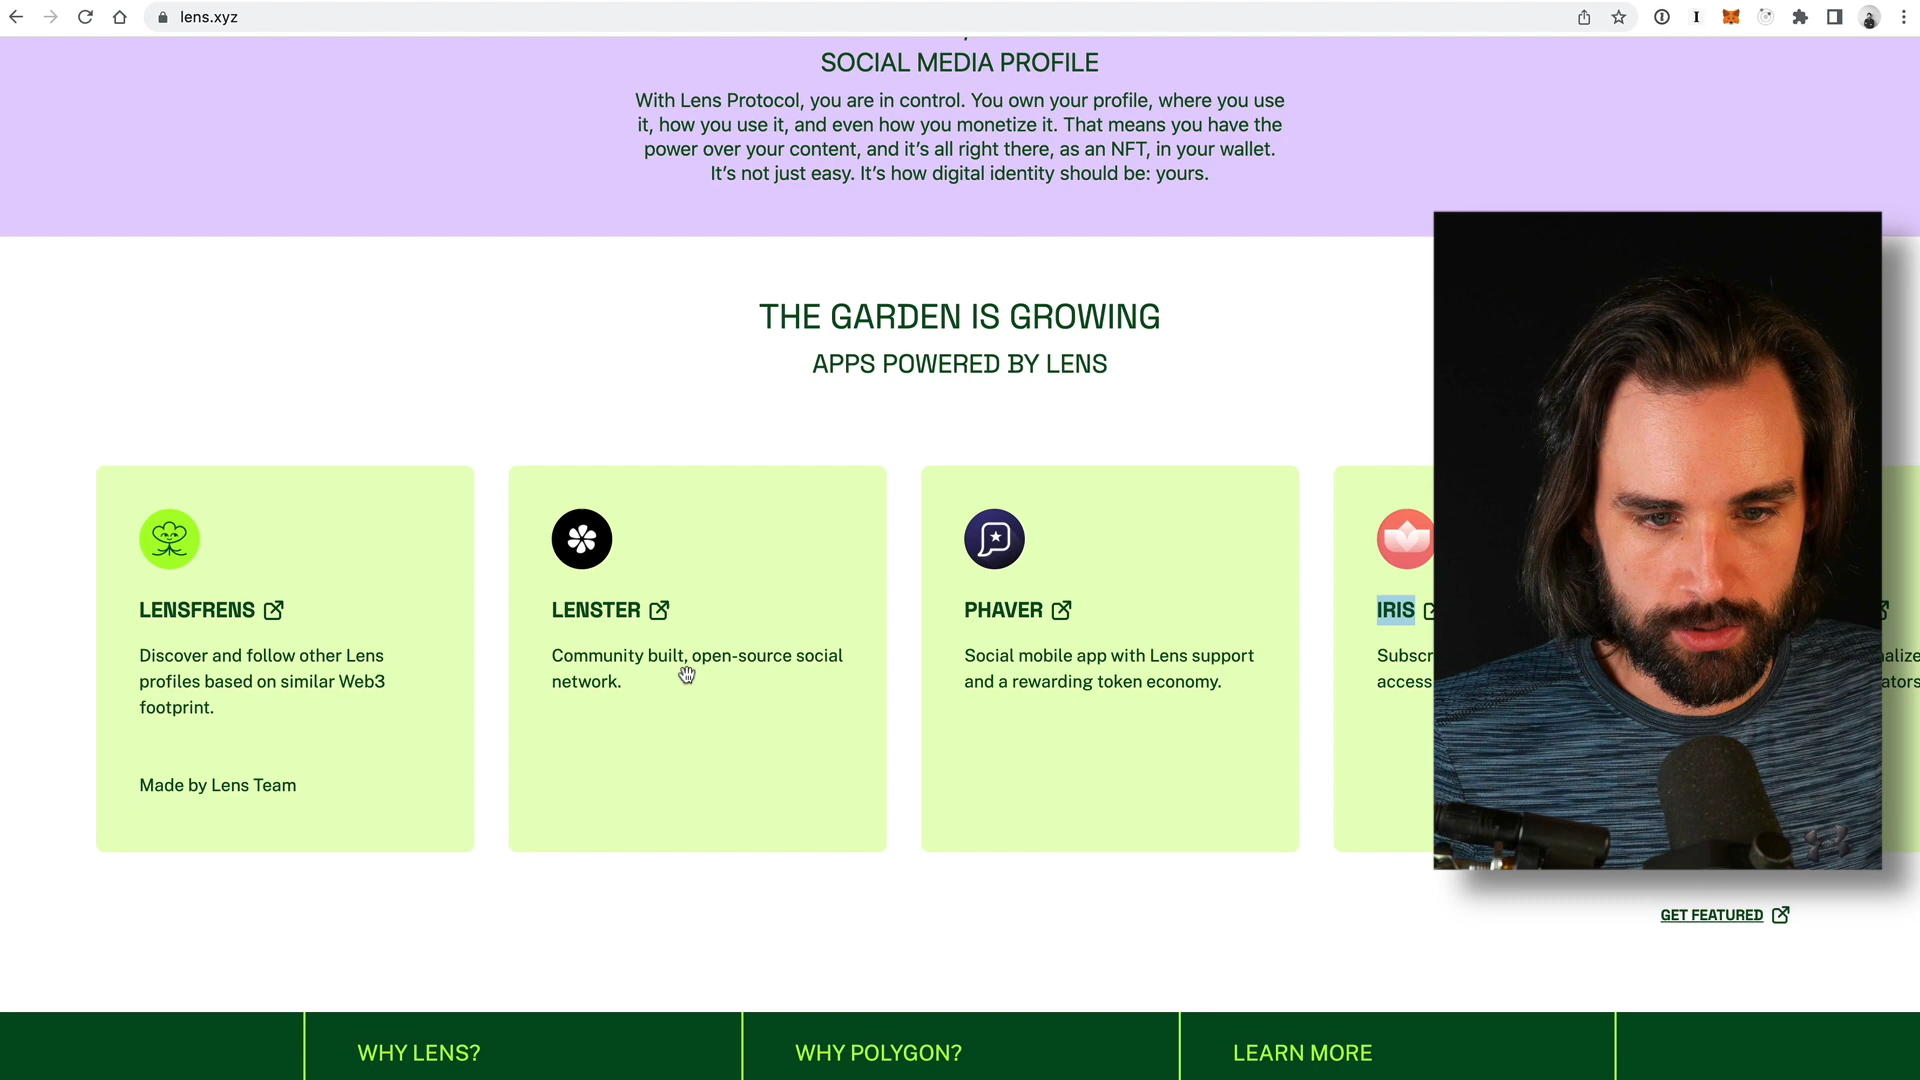 lens.xyz
SOCIAL MEDIA PROFILE
With Lens Protocol, you are in control. You own your profile, where you use
it, how you use it, and even how you monetize it. That means you have the
power over your content, and it’s all right there, as an NFT, in your wallet.
It’s not just easy. It’s how digital identity should be: yours.
THE GARDEN IS GROWING
APPS POWERED BY LENS
LENSFRENS
Discover and follow other Lens
profiles based on similar Web3
footprint.
Made by Lens Team
LENSTER
Community built, open-source social
network.
PHAVER
Social mobile app with Lens support
and a rewarding token economy.
IRIS
GET FEATURED
WHY LENS?
WHY POLYGON?
LEARN MORE